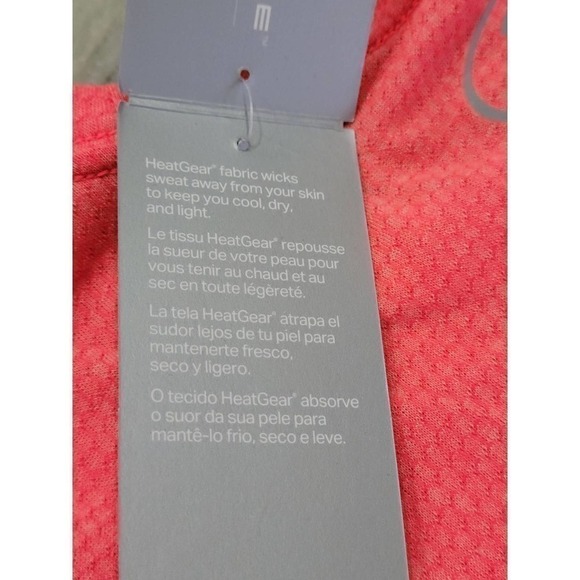 E
HeatGear® fabric wicks
sweat away from your skin
to keep you cool, dry,
and light.
Le tissu HeatGear® repousse
la sueur de votre peau pour
vous tenir au chaud et au
sec en toute légèreté.
La tela HeatGear® atrapa el
sudor lejos de tu piel para
mantenerte fresco,
seco y ligero.
O tecido HeatGear® absorve
o suor da sua pele para
mantê-lo frio, seco e leve.